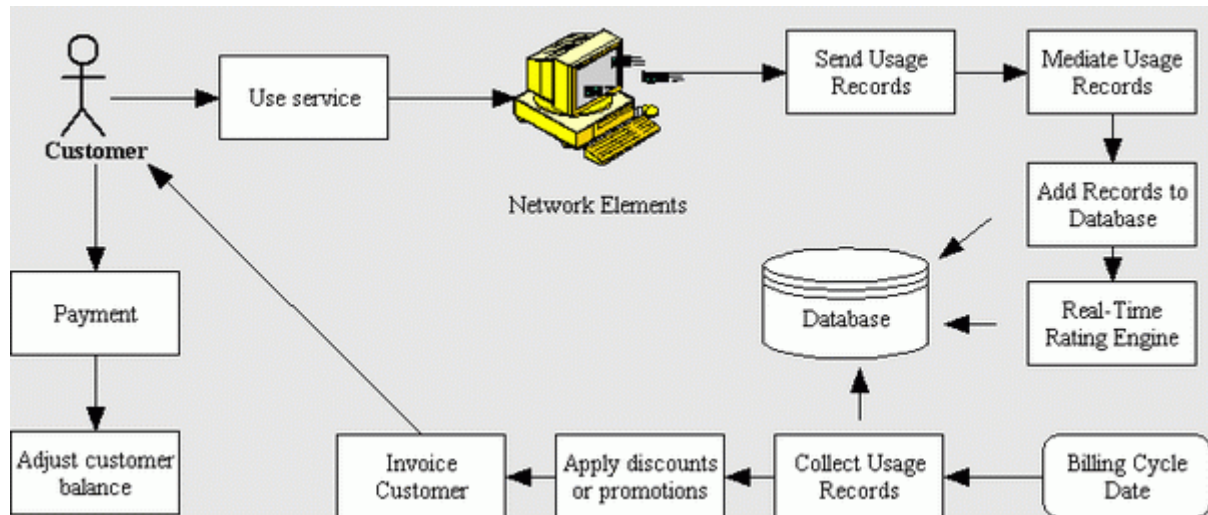 Customer
Use service
Network Elements
Send Usage
Records
Mediate Usage
Records
Add Records to
Database
Real-Time
Rating Engine
Database
Payment
Adjust customer
balance
Invoice
Customer
Apply discounts
or promotions
Collect Usage
Records
Billing Cycle
Date